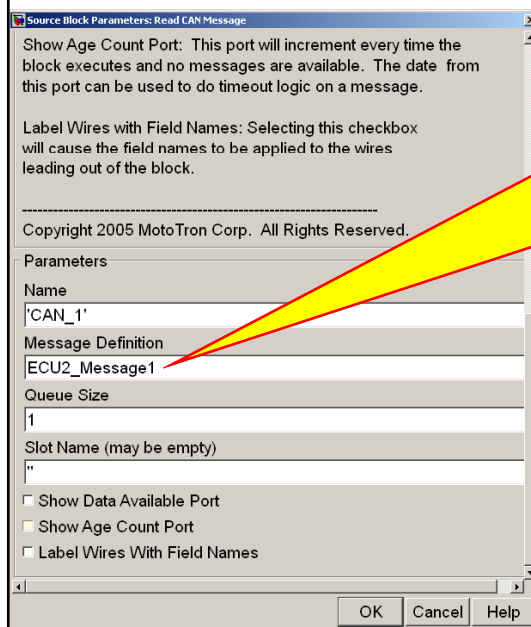 Source Block Parameters: Read CAN Message
Show Age Count Port: This port will increment every time the
block executes and no messages are available. The date from
this port can be used to do timeout logic on a message.
Label Wires with Field Names: Selecting this checkbox
will cause the field names to be applied to the wires
leading out of the block.
-----------------------------------------------------------------
Copyright 2005 MotoTron Corp. All Rights Reserved.
Parameters
Name
'CAN_1'
Message Definition
ECU2_Message1
Queue Size
1
Slot Name (may be empty)
''
Show Data Available Port
Show Age Count Port
Label Wires With Field Names
OK Cancel Help